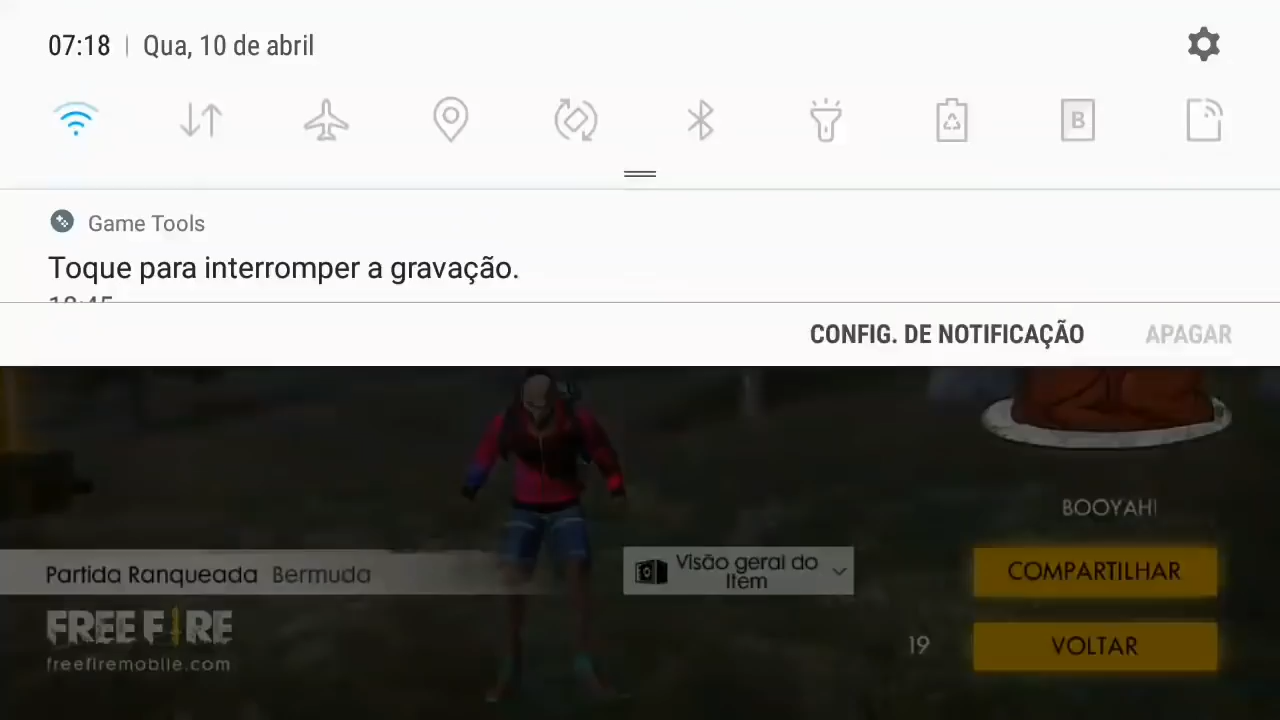 07:18 | Qua, 10 de abril
B
Game Tools
Toque para interromper a gravação.
CONFIG. DE NOTIFICAÇÃO APAGAR
BOOYAH!
Partida Ranqueada Bermuda
Visão geral do
Item
COMPARTILHAR
FREE FIRE
freefiremobile.com
19
VOLTAR